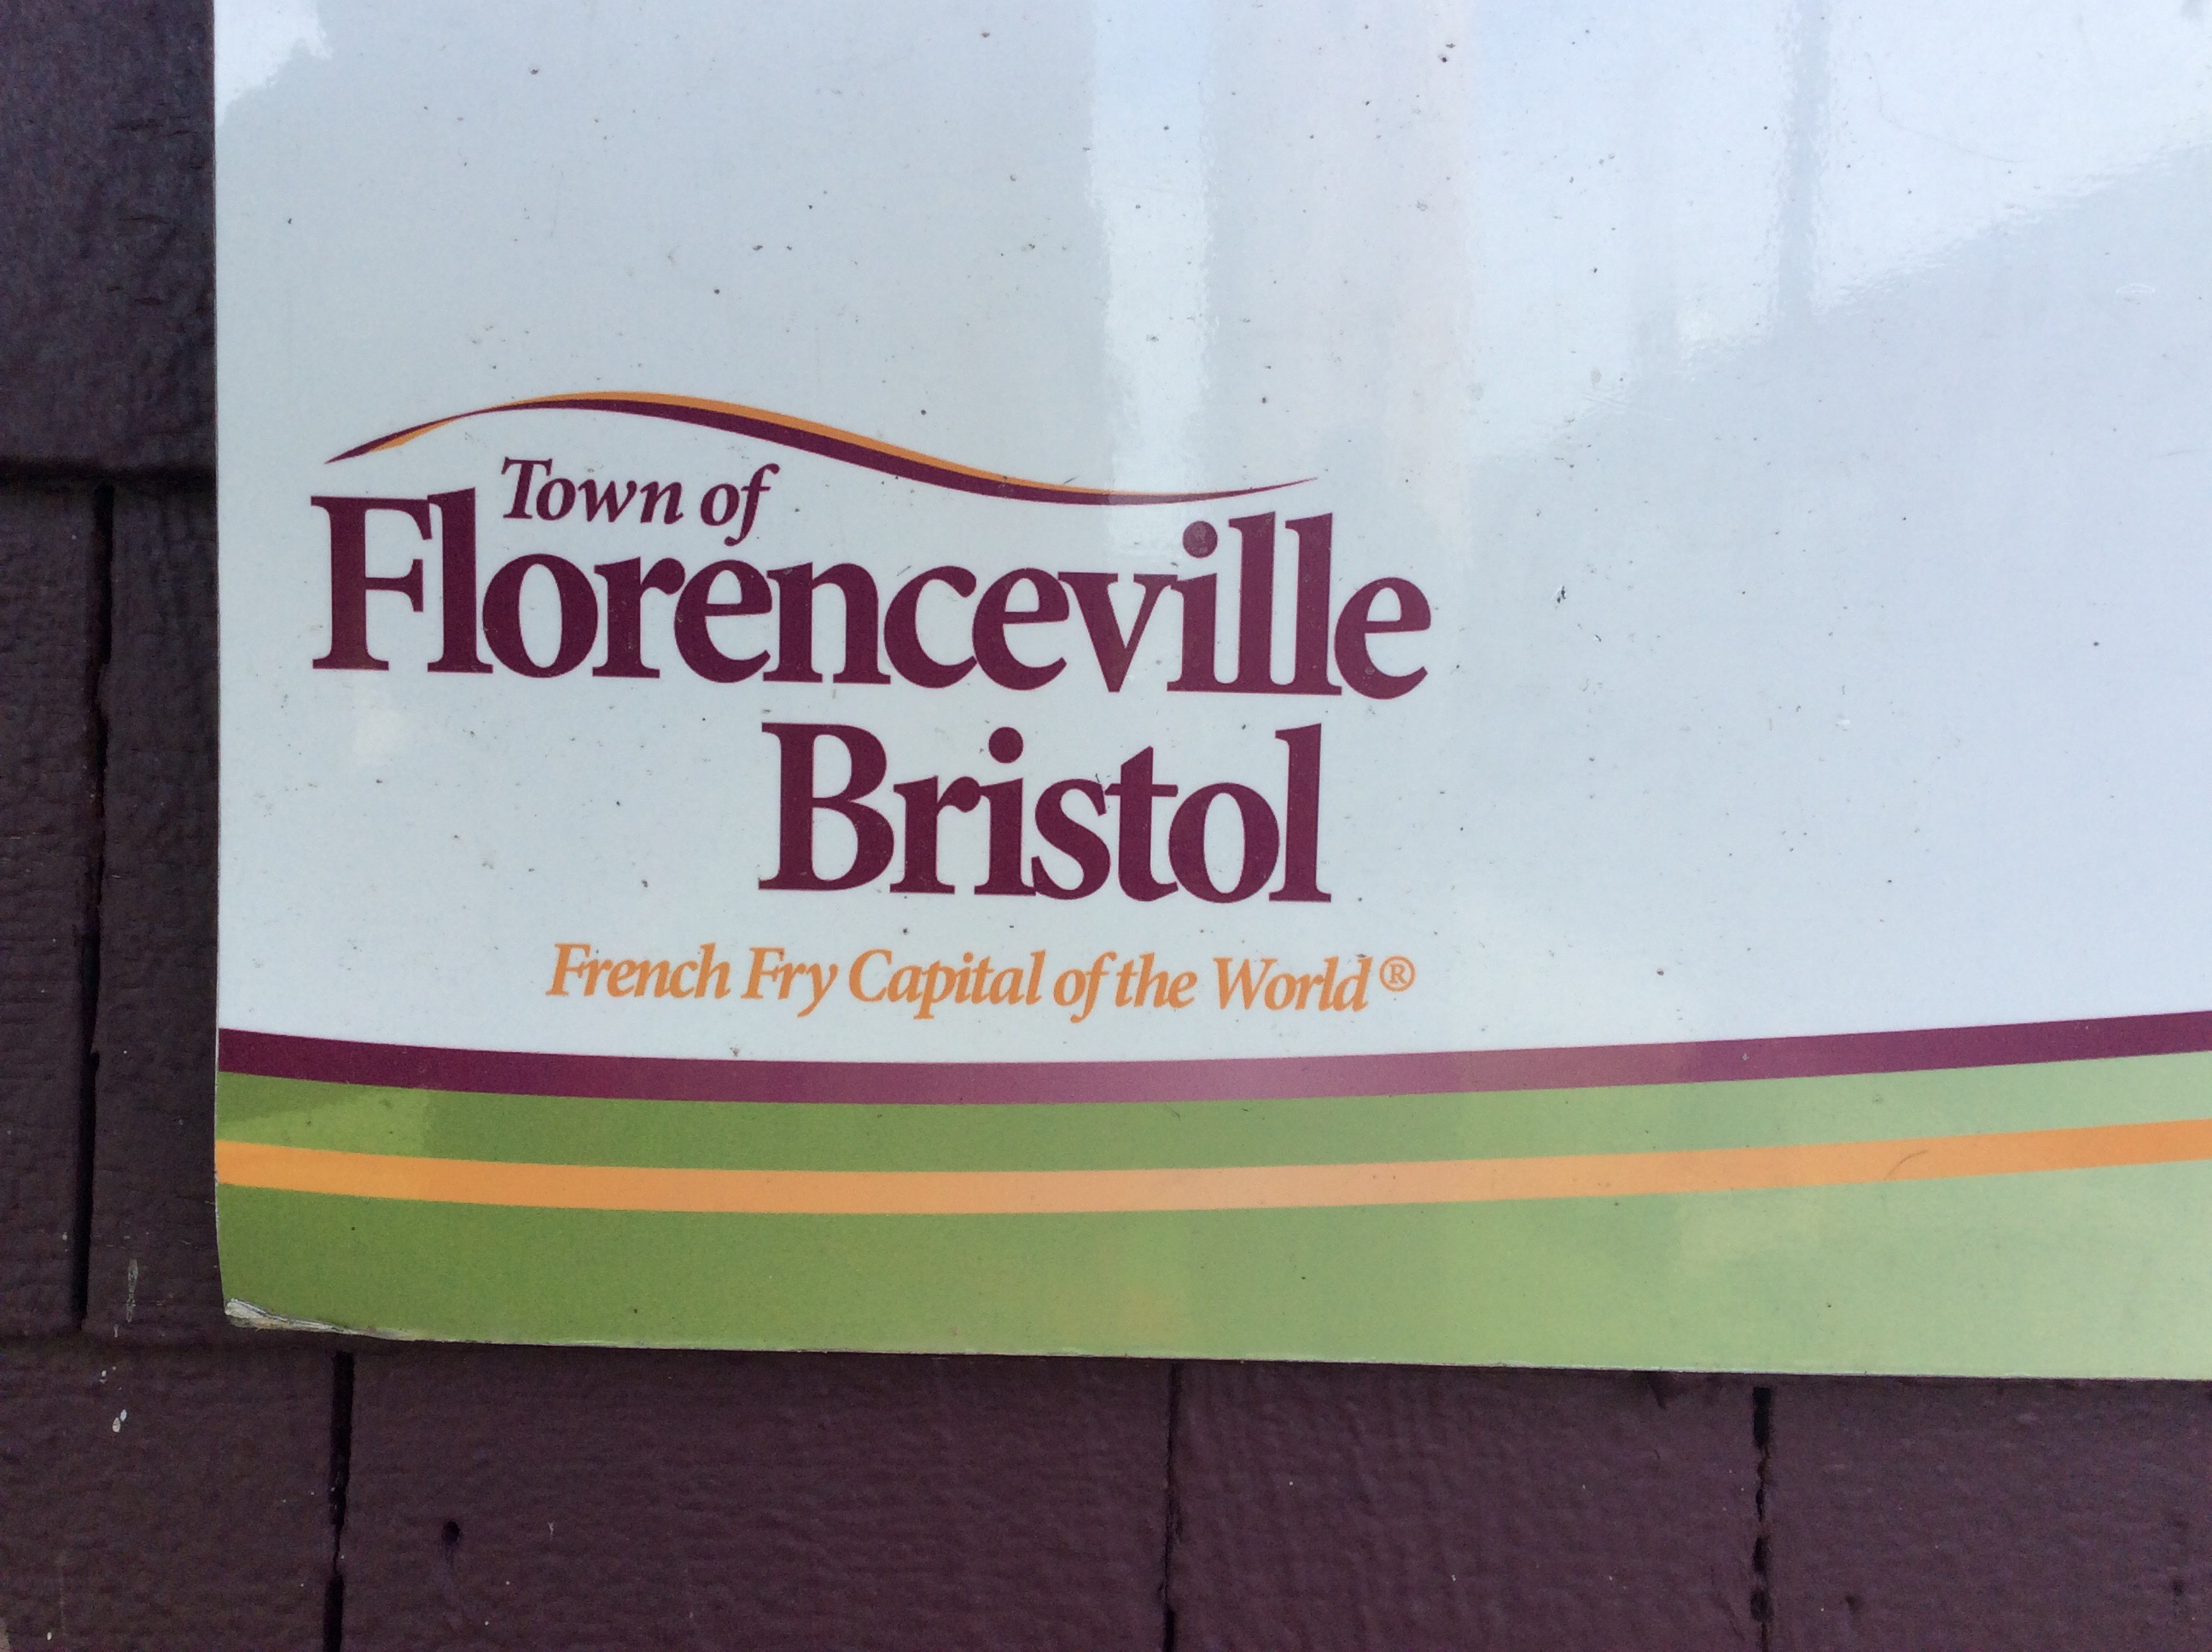 Town of
Florenceville
Bristol
French Fry Capital of the World®